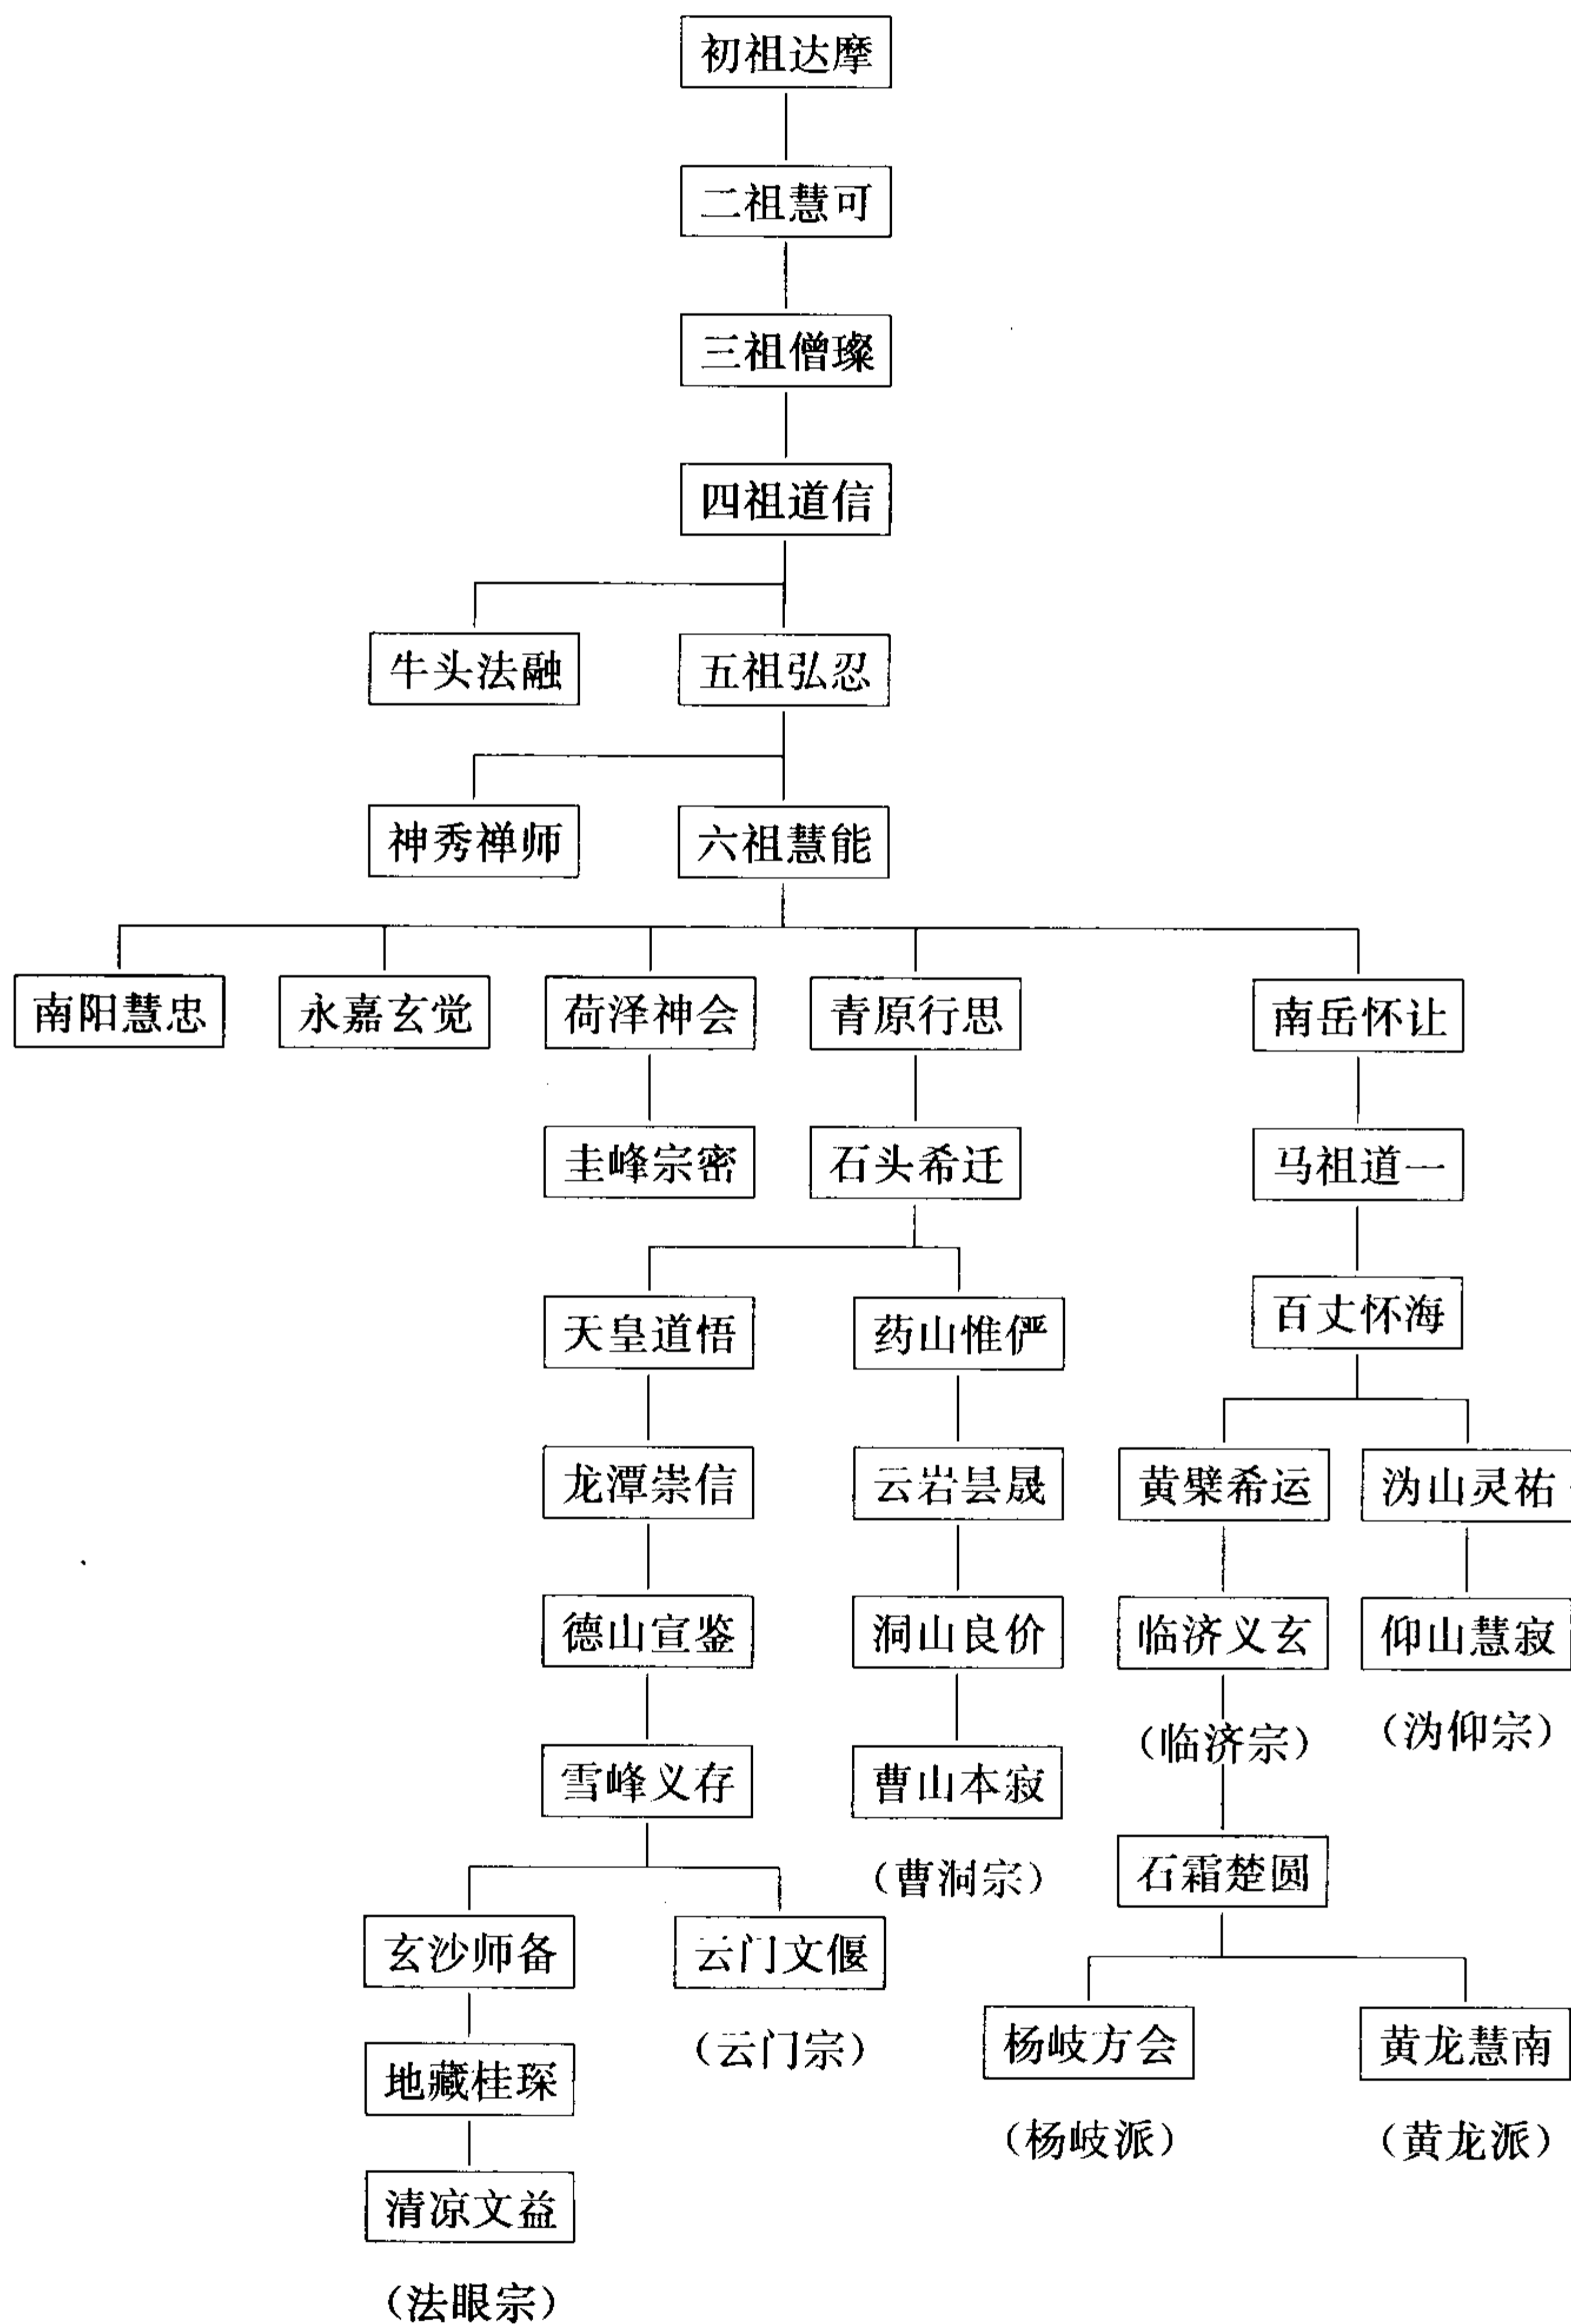 初祖达摩
二祖慧可
三祖僧璨
四祖道信
牛头法融 五祖弘忍
神秀禅师 六祖慧能
南阳慧忠 永嘉玄觉 荷泽神会 青原行思 南岳怀让
圭峰宗密 石头希迁 马祖道一
天皇道悟 药山惟俨 百丈怀海
龙潭崇信 云岩昙晟 黄檗希运 沩山灵祐
德山宣鉴 洞山良价 临济义玄 仰山慧寂
（临济宗） （沩仰宗）
雪峰义存 曹山本寂
（曹洞宗） 石霜楚圆
玄沙师备 云门文偃
（云门宗） 杨岐方会 黄龙慧南
地藏桂琛
（杨岐派） （黄龙派）
清凉文益
（法眼宗）